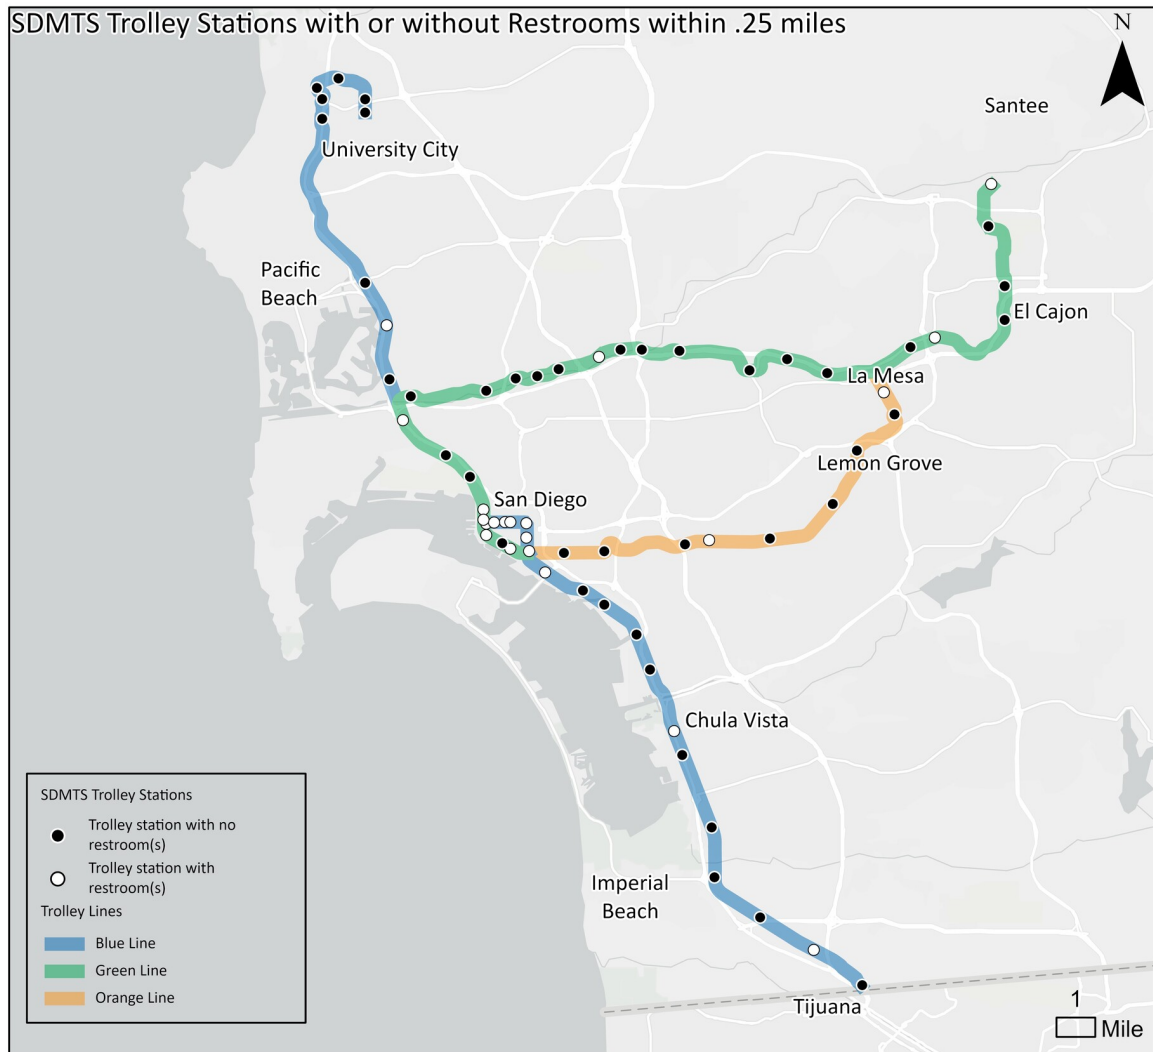 SDMTS Trolley Stations with or without Restrooms within .25 miles
N
Santee
University City
Pacific
Beach
El Cajon
La Mesa
Lemon Grove
San Diego
Chula Vista
SDMTS Trolley Stations
Trolley station with no
restroom(s)
Trolley station with
restroom(s)
Trolley Lines
Blue Line
Green Line
Orange Line
Imperial
Beach
Tijuana
1
Mile